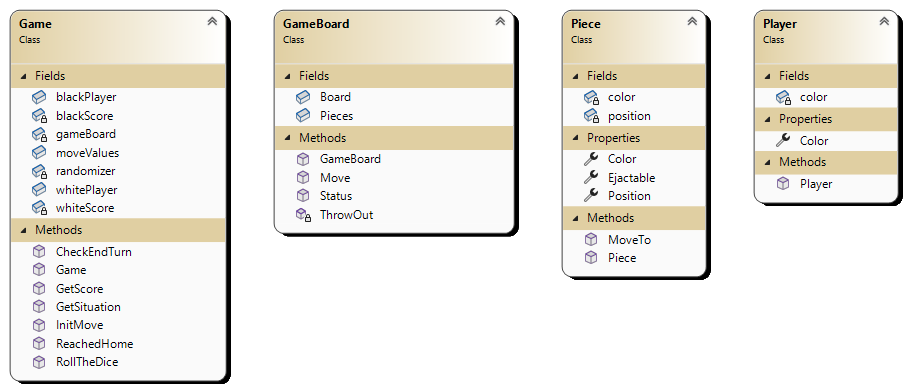 Game
Class
Fields
blackPlayer
blackScore
gameBoard
moveValues
randomizer
whitePlayer
whiteScore
Methods
CheckEndTurn
Game
GetScore
GetSituation
InitMove
ReachedHome
RollTheDice
GameBoard
Class
Fields
Board
Pieces
Methods
GameBoard
Move
Status
ThrowOut
Piece
Class
Fields
color
position
Properties
Color
Ejactable
Position
Methods
MoveTo
Piece
Player
Class
Fields
color
Properties
Color
Methods
Player